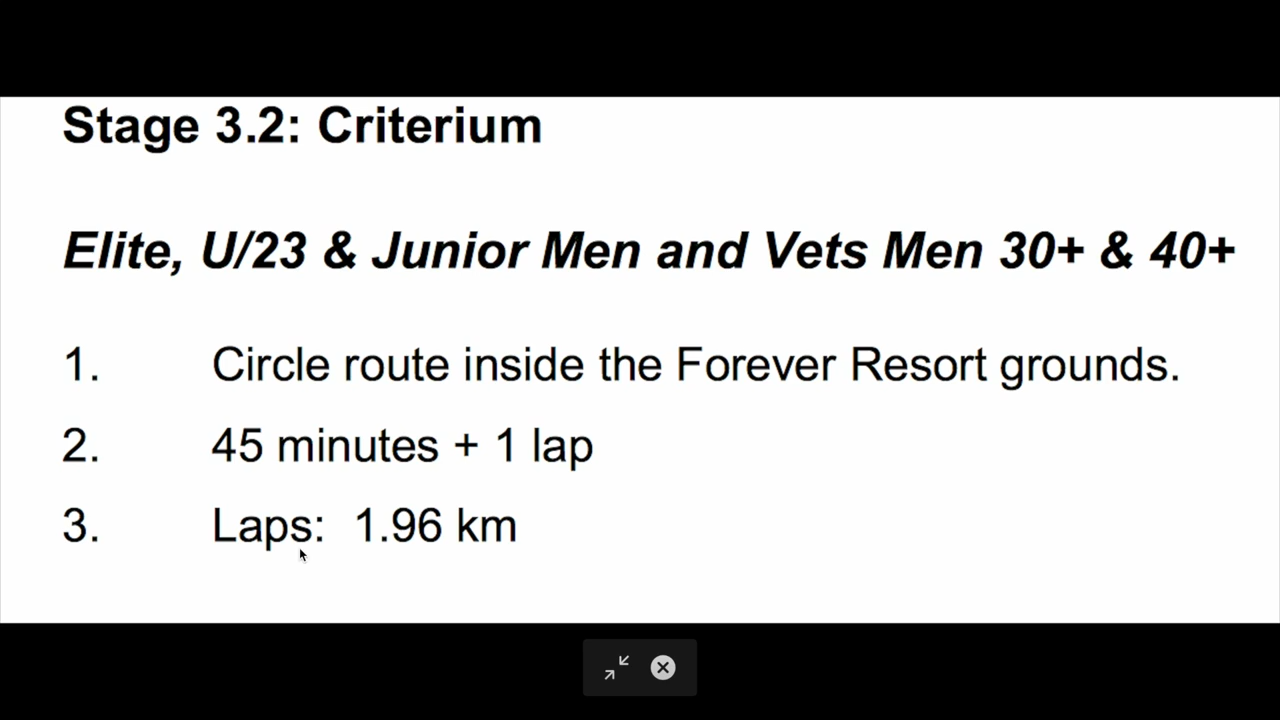 Stage 3.2: Criterium
Elite, U/23 & Junior Men and Vets Men 30+ & 40+
1. Circle route inside the Forever Resort grounds.
2. 45 minutes + 1 lap
3. Laps: 1.96 km